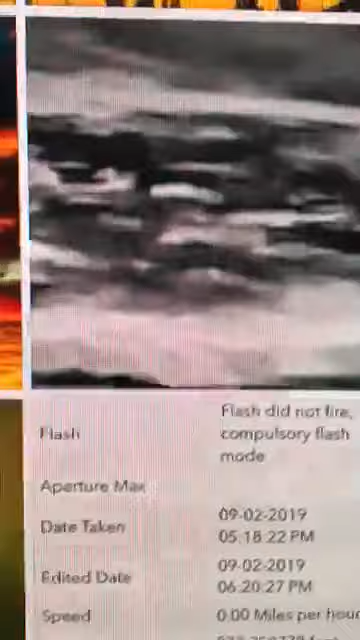 Flash
Flash did not fire,
compulsory flash
mode
Aperture Max
Date Taken
09-02-2019
05:18:22 PM
Edited Date
09-02-2019
06:20:27 PM
Speed
0.00 Miles per hour